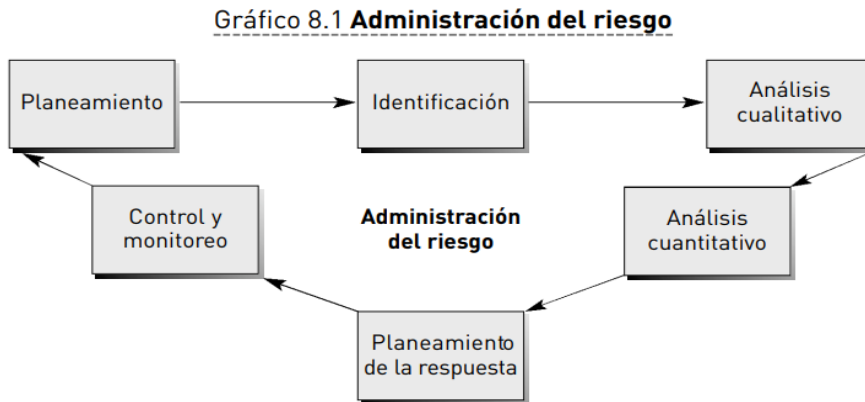 Gráfico 8.1 Administración del riesgo
Planeamiento
Identificación
Análisis
cualitativo
Control y
monitoreo
Administración
del riesgo
Análisis
cuantitativo
Planeamiento
de la respuesta